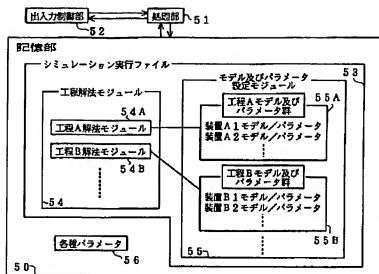 出入力制御部
52
処理部
51
記憶部
シミュレーション実行ファイル
53
工程解法モジュール
54A
工程A解法モジュール
工程B解法モジュール
54B
54
モデル及びパラメータ
設定モジュール
55A
工程Aモデル及び
パラメータ群
装置A1モデル/パラメータ
装置A2モデル/パラメータ
工程Bモデル及び
パラメータ群
装置B1モデル/パラメータ
装置B2モデル/パラメータ
55
55B
各種パラメータ
56
50